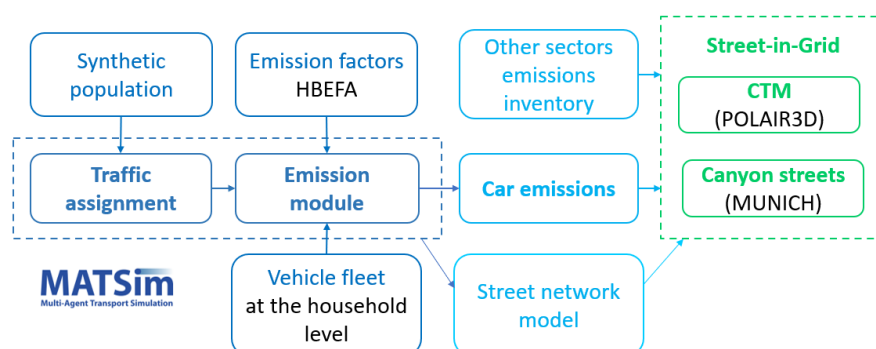 Synthetic
population
Emission factors
HBEFA
Other sectors
emissions
inventory
Street-in-Grid
CTM
(POLAIR3D)
Traffic
assignment
Emission
module
Car emissions
Canyon streets
(MUNICH)
MATSim
Multi-Agent Transport Simulation
Vehicle fleet
at the household
level
Street network
model